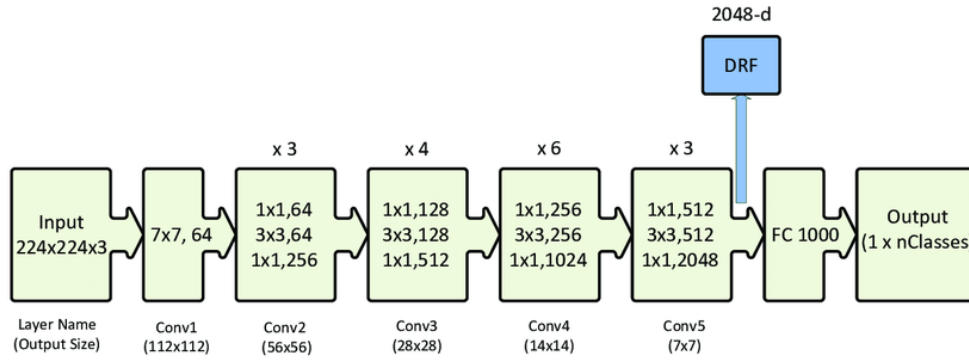 2048-d
DRF
x 3
x 4
x 6
x 3
Input
224x224x3
7x7, 64
1x1,64
3x3,64
1x1,256
1x1,128
3x3,128
1x1,512
1x1,256
3x3,256
1x1,1024
1x1,512
3x3,512
1x1,2048
FC 1000
Output
(1 x nClasses
Layer Name
(Output Size)
Conv1
(112x112)
Conv2
(56x56)
Conv3
(28x28)
Conv4
(14x14)
Conv5
(7x7)